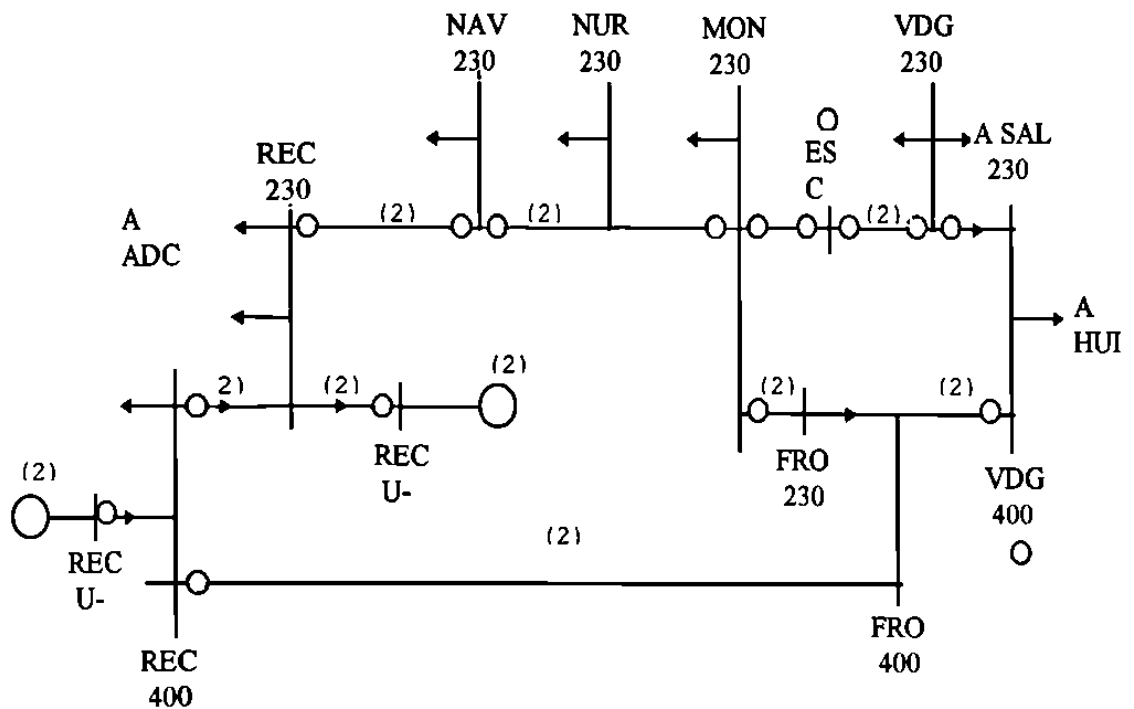 NAV
230
NUR
230
MON
230
VDG
230
REC
230
ES
C
A SAL
230
A
ADC
(2)
(2)
(2)
A
HUI
2)
(2)
(2)
(2)
(2)
REC
U-
FRO
230
VDG
400
(2)
REC
U-
(2)
REC
400
FRO
400